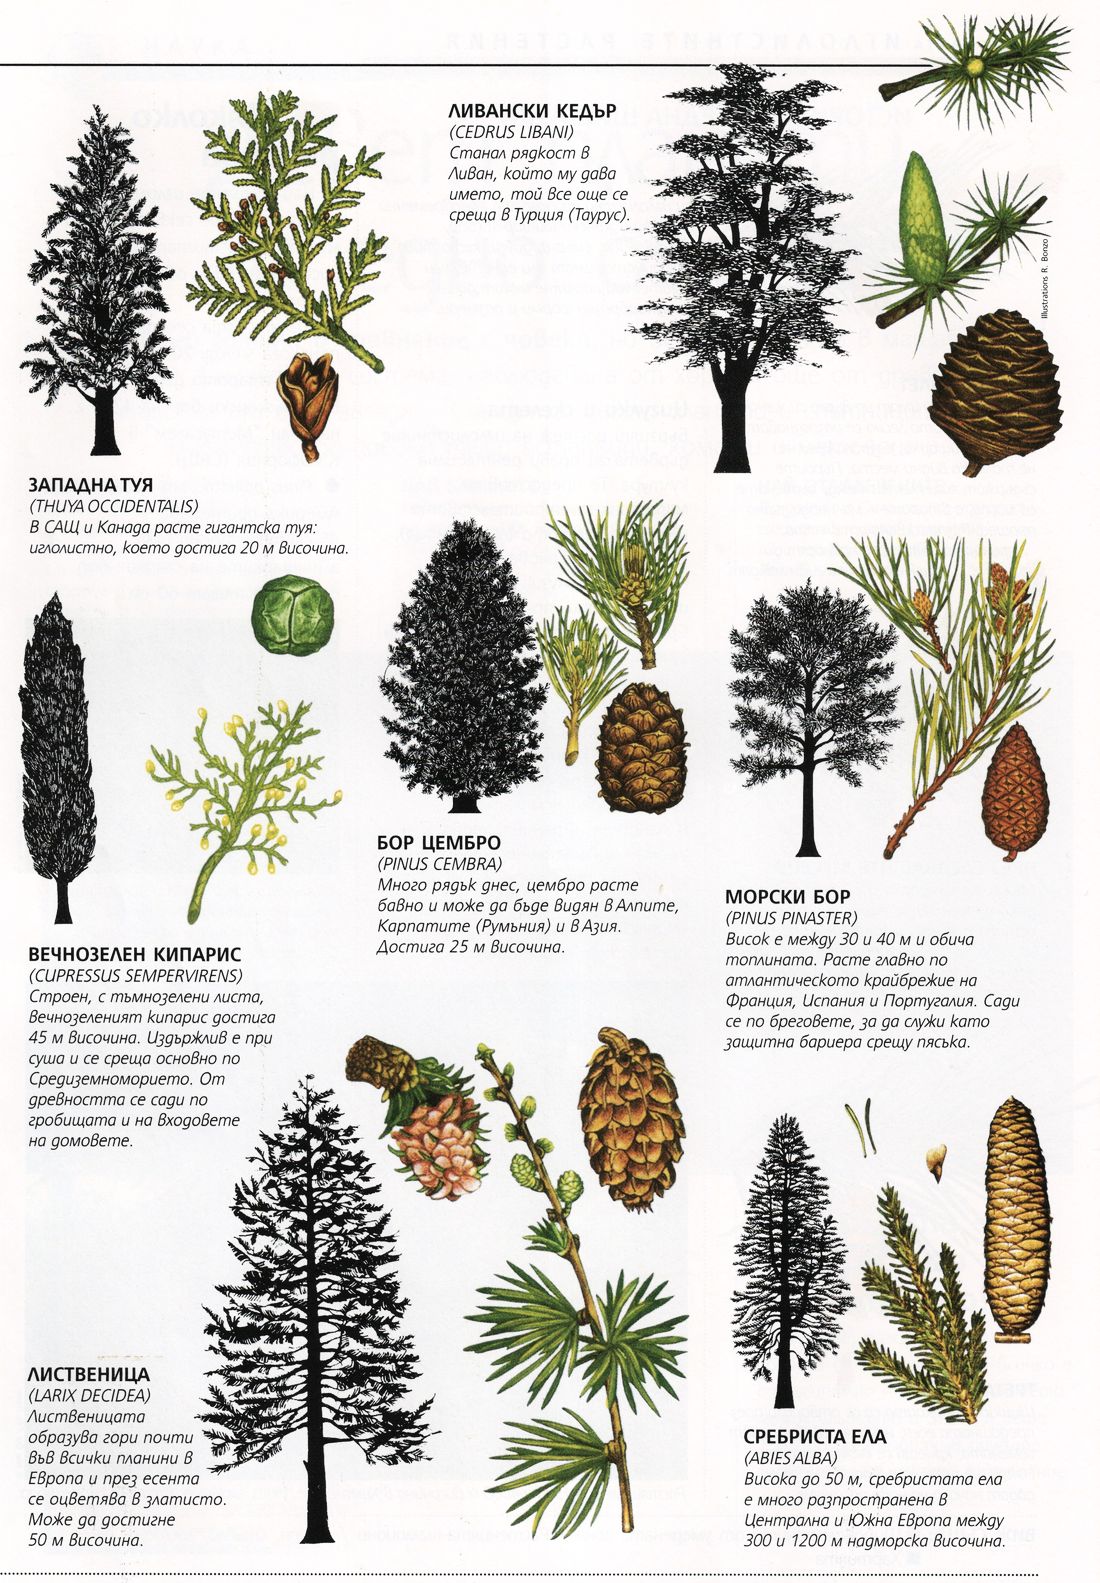 ЛИВАНСКИ КЕДЪР
(CEDRUS LIBANI)
Станал рядкост в
Ливан, който му дава
името, той все още се
среща в Турция (Таурус).
Illustrations R. Bonzo
ЗАПАДНА ТУЯ
(THUYA OCCIDENTALIS)
В САЩ и Канада расте гигантска туя:
иглолистно, което достига 20 м височина.
БОР ЦЕМБРО
(PINUS CEMBRA)
Много рядък днес, цембро расте
бавно и може да бъде видян в Алпите,
Карпатите (Румъния) и в Азия.
Достига 25 м височина.
МОРСКИ БОР
(PINUS PINASTER)
Висок е между 30 и 40 м и обича
топлината. Расте главно по
атлантическото крайбрежие на
Франция, Испания и Португалия. Сади
се по бреговете, за да служи като
защитна бариера срещу пясъка.
ВЕЧНОЗЕЛЕН КИПАРИС
(CUPRESSUS SEMPERVIRENS)
Строен, с тъмнозелени листа,
вечнозеленият кипарис достига
45 м височина. Издръжлив е при
суша и се среща основно по
Средиземноморието. От
древността се сади по
гробищата и на входовете
на домовете.
ЛИСТВЕНИЦА
(LARIX DECIDEA)
Лиственицата
образува гори почти
във всички планини в
Европа и през есента
се оцветява в златисто.
Може да достигне
50 м височина.
СРЕБРИСТА ЕЛА
(ABIES ALBA)
Висока до 50 м, сребристата ела
е много разпространена в
Централна и Южна Европа между
300 и 1200 м надморска височина.